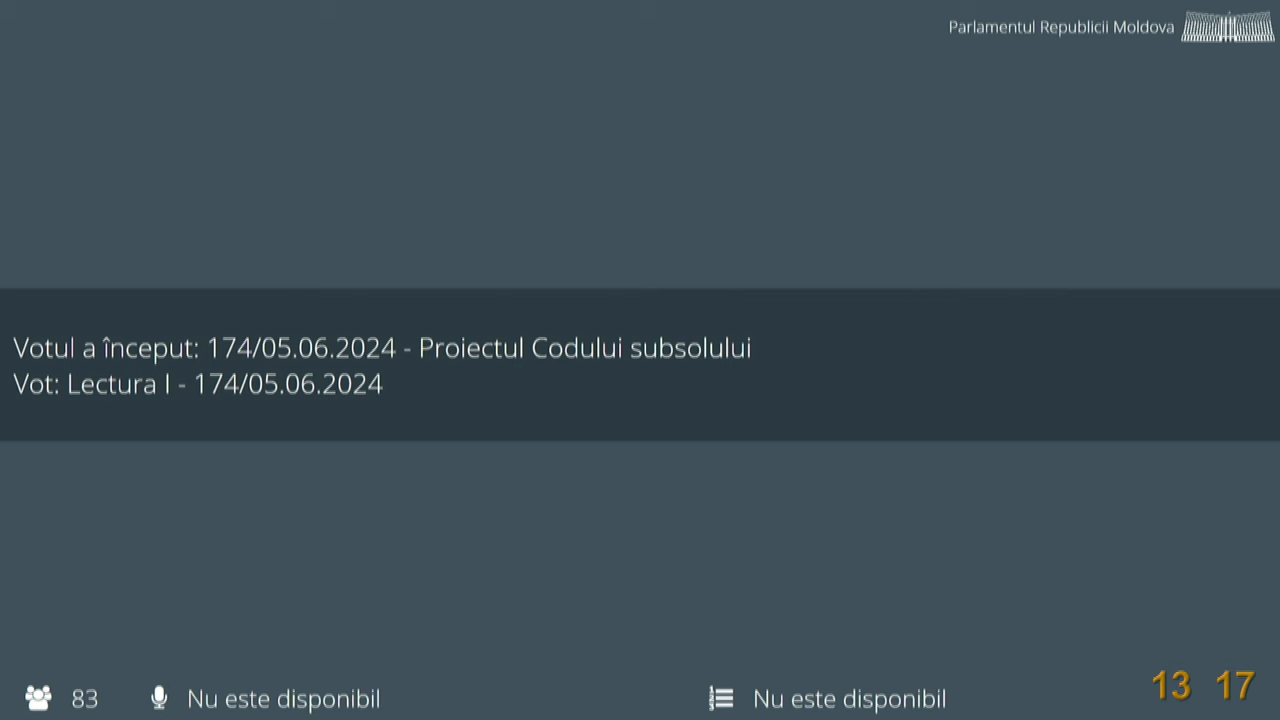 Parlamentul Republicii Moldova
Votul a început: 174/05.06.2024 - Proiectul Codului subsolului
Vot: Lectura I - 174/05.06.2024
83 Nu este disponibil Nu este disponibil 13 17